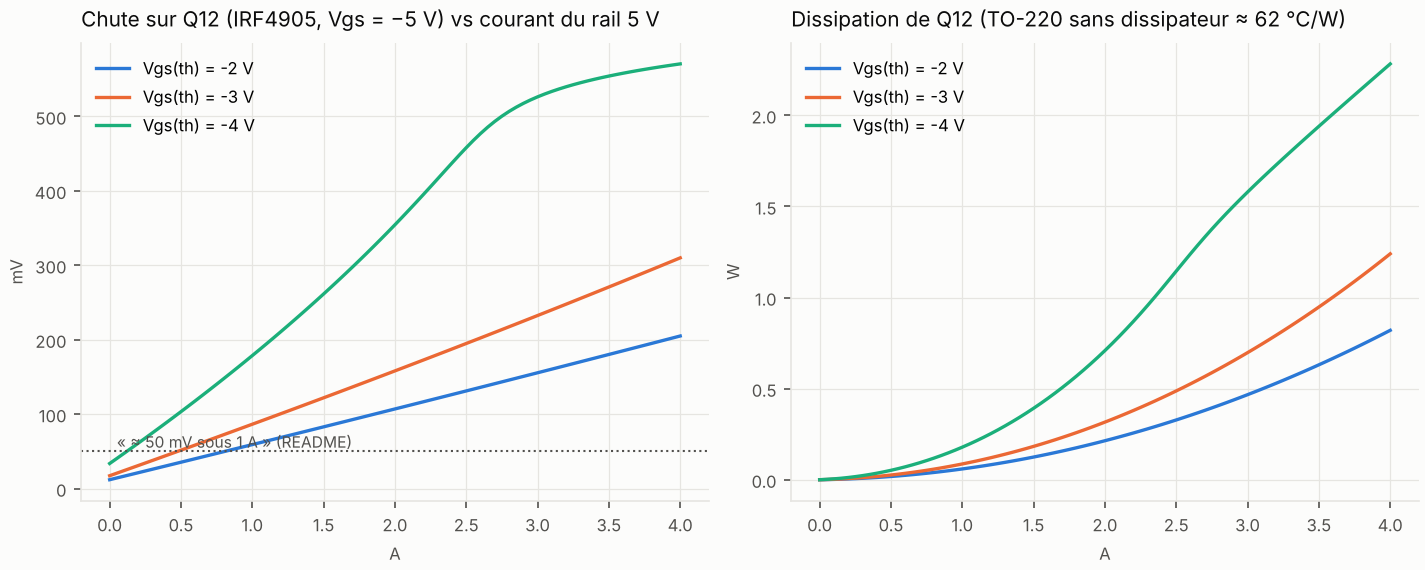 Chute sur Q12 (IRF4905, Vgs = −5 V) vs courant du rail 5 V
Vgs(th) = -2 V
Vgs(th) = -3 V
Vgs(th) = -4 V
500
400
300
200
100
0
mV
« ≈ 50 mV sous 1 A » (README)
0.0 0.5 1.0 1.5 2.0 2.5 3.0 3.5 4.0
A
Dissipation de Q12 (TO-220 sans dissipateur ≈ 62 °C/W)
Vgs(th) = -2 V
Vgs(th) = -3 V
Vgs(th) = -4 V
2.0
1.5
1.0
0.5
0.0
W
0.0 0.5 1.0 1.5 2.0 2.5 3.0 3.5 4.0
A